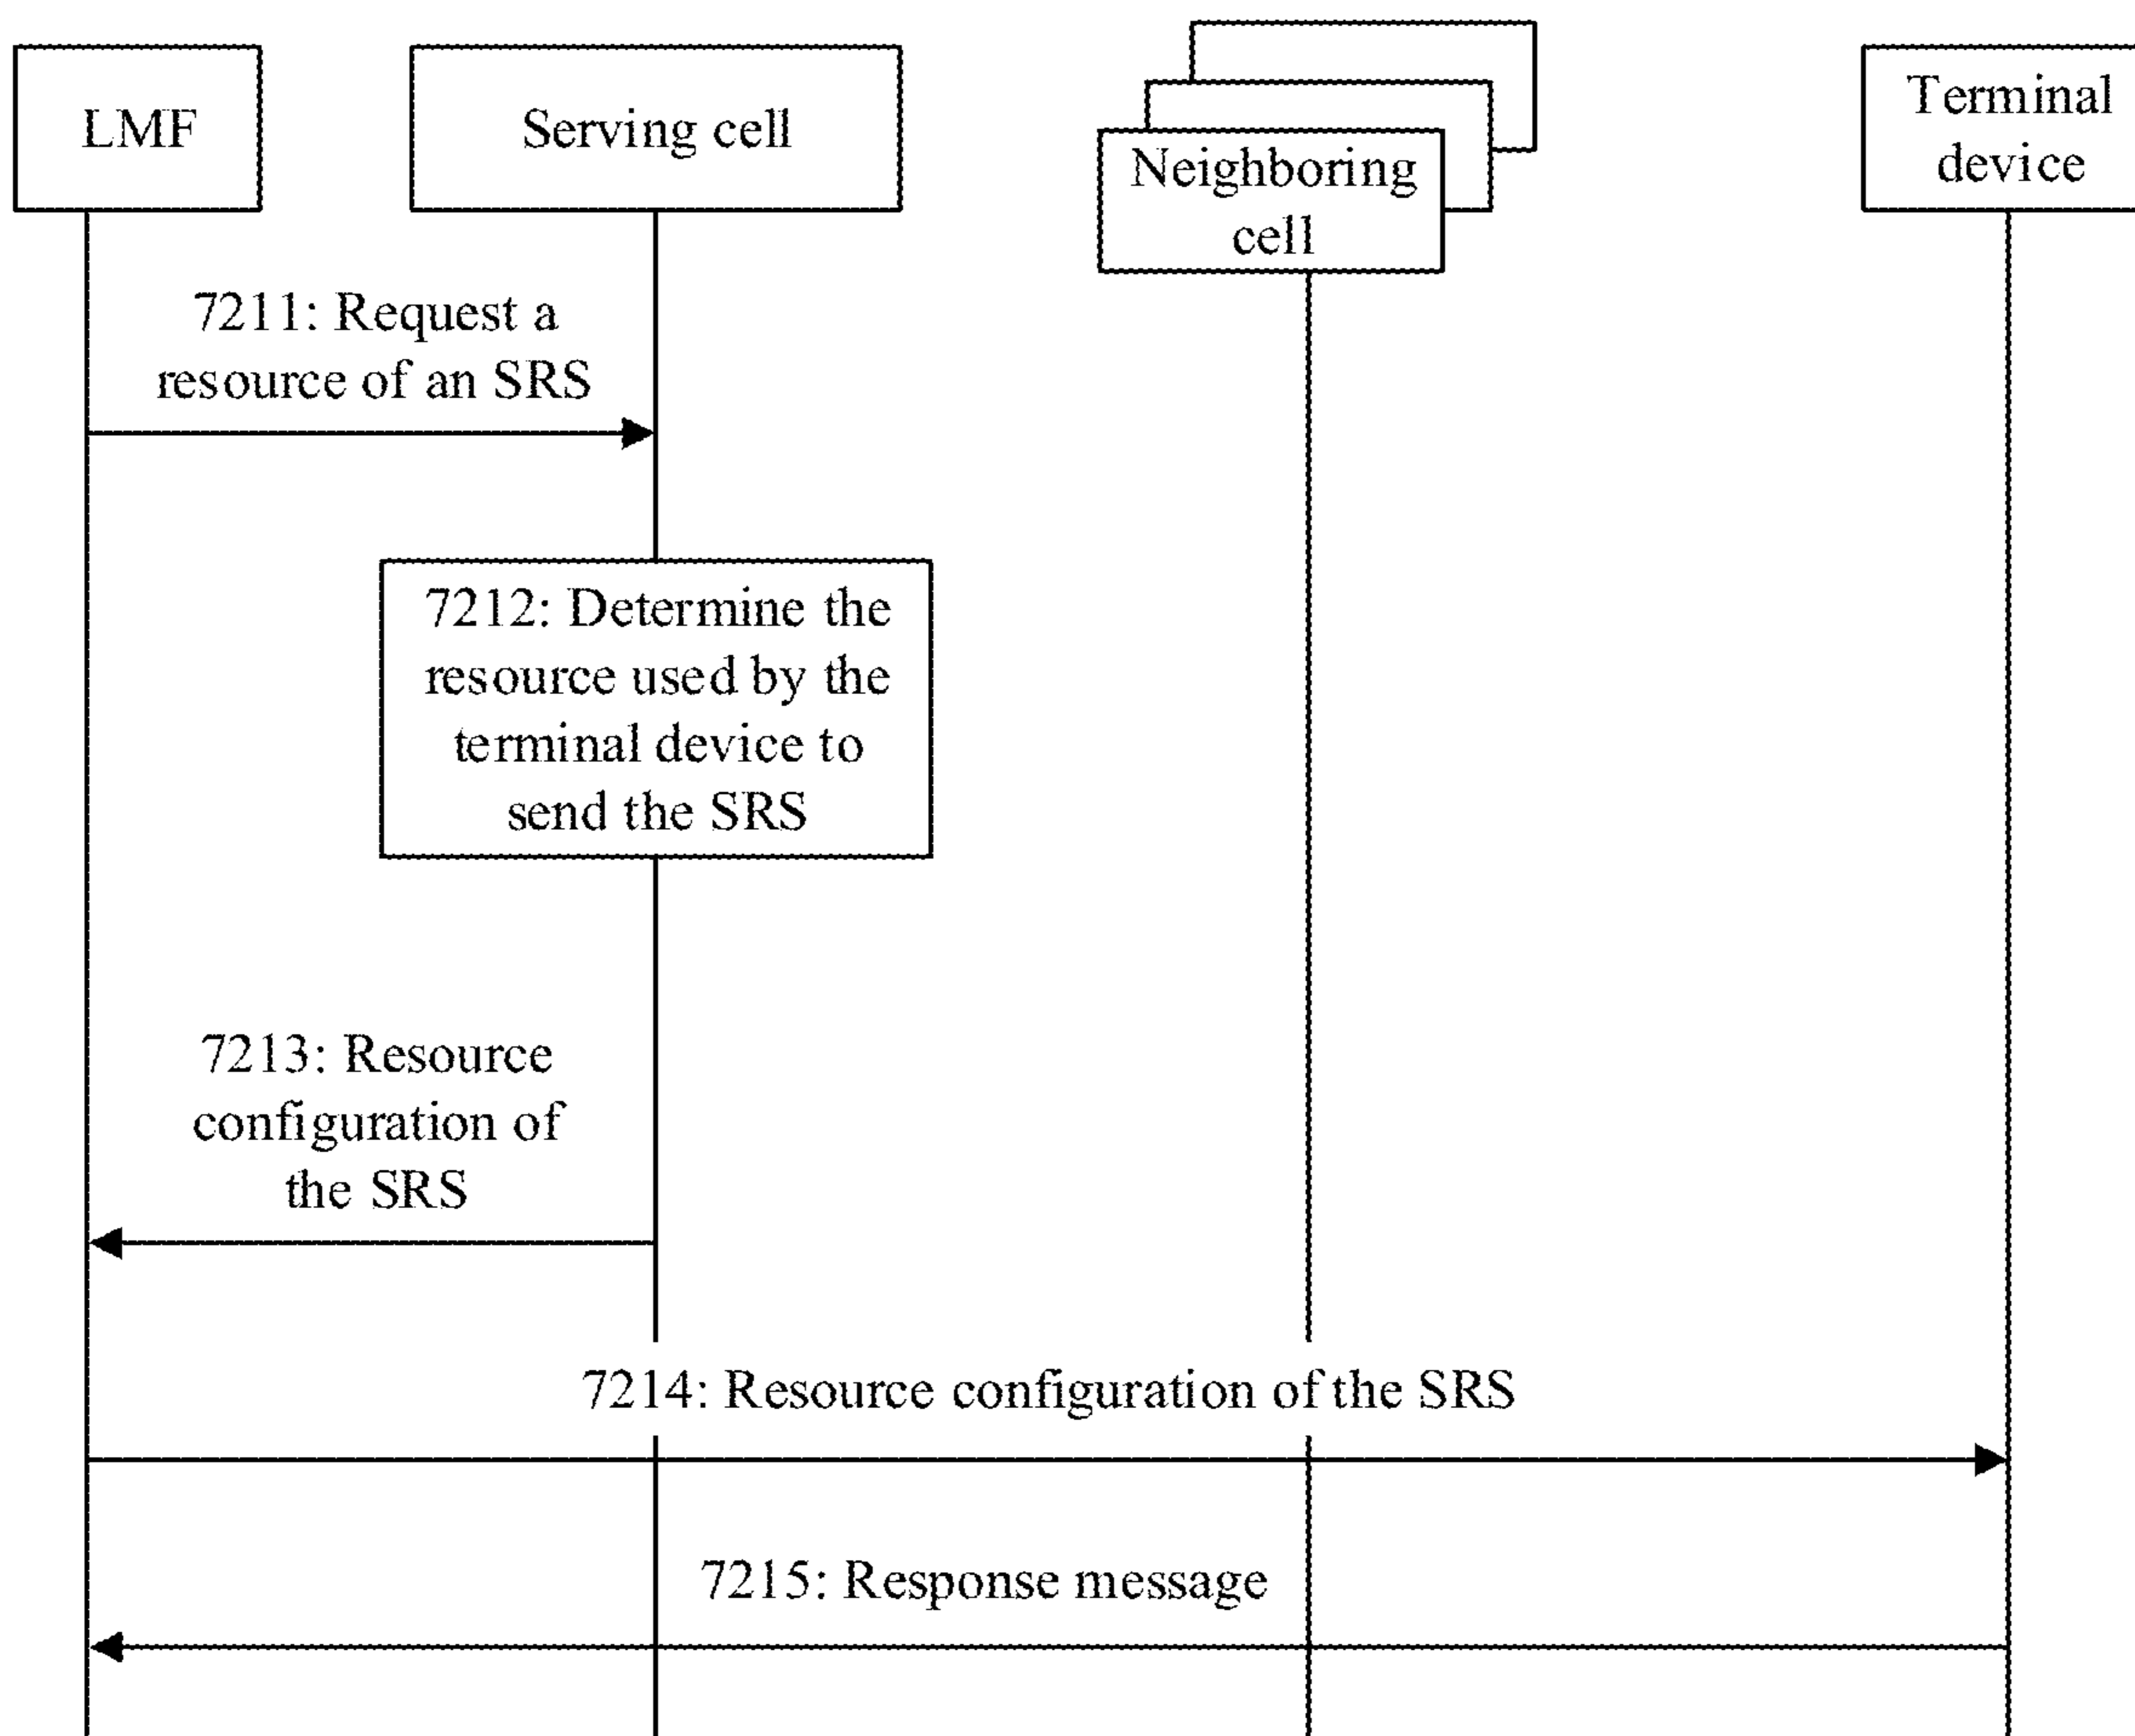 LMF
Serving cell
Neighboring
cell
Terminal
device
7211: Request a
resource of an SRS
7212: Determine the
resource used by the
terminal device to
send the SRS
7213: Resource
configuration of
the SRS
7214: Resource configuration of the SRS
7215: Response message